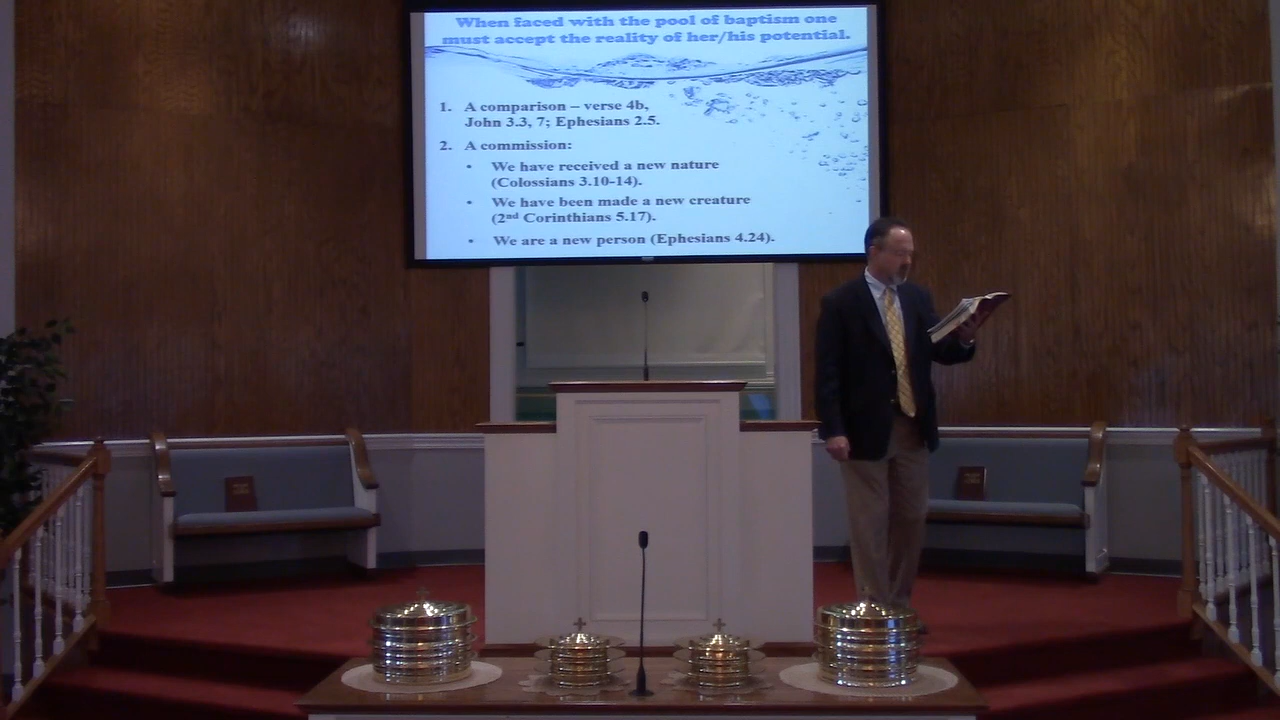 When faced with the pool of baptism one
must accept the reality of her/his potential.
1. A comparison – verse 4b,
John 3.3, 7; Ephesians 2.5.
2. A commission:
• We have received a new nature
(Colossians 3.10-14).
• We have been made a new creature
(2nd Corinthians 5.17).
• We are a new person (Ephesians 4.24).